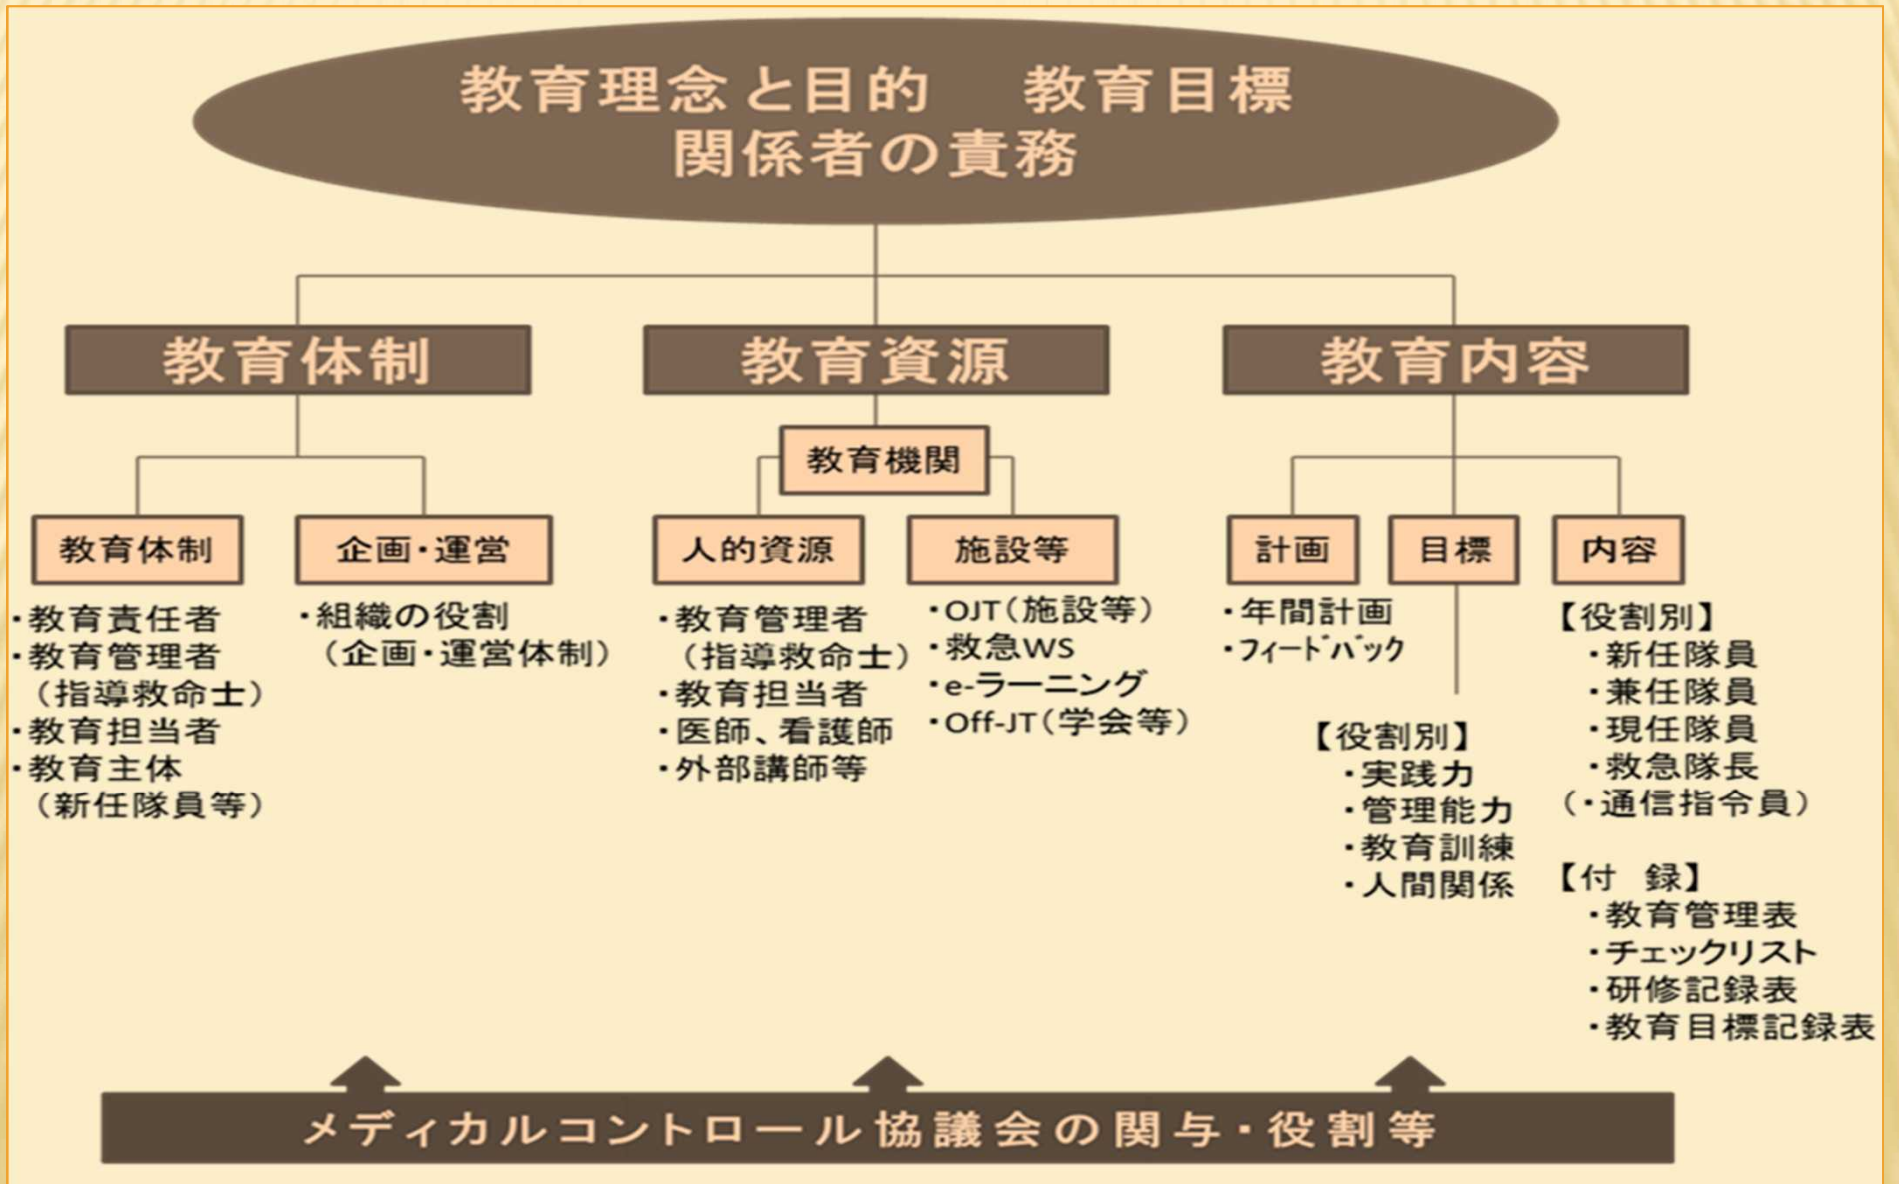 教育理念と目的　教育目標
関係者の責務
教育体制
教育資源
教育内容
教育機関
教育体制
企画・運営
人的資源
施設等
計画
目標
内容
・教育責任者
・教育管理者
（指導救命士）
・教育担当者
・教育主体
（新任隊員等）
・組織の役割
（企画・運営体制）
・教育管理者
（指導救命士）
・教育担当者
・医師、看護師
・外部講師等
・OJT（施設等）
・救急WS
・e-ラーニング
・Off-JT（学会等）
・年間計画
・フィードバック
【役割別】
・実践力
・管理能力
・教育訓練
・人間関係
【役割別】
・新任隊員
・兼任隊員
・現任隊員
・救急隊長
（・通信指令員）
【付　録】
・教育管理表
・チェックリスト
・研修記録表
・教育目標記録表
メディカルコントロール協議会の関与・役割等